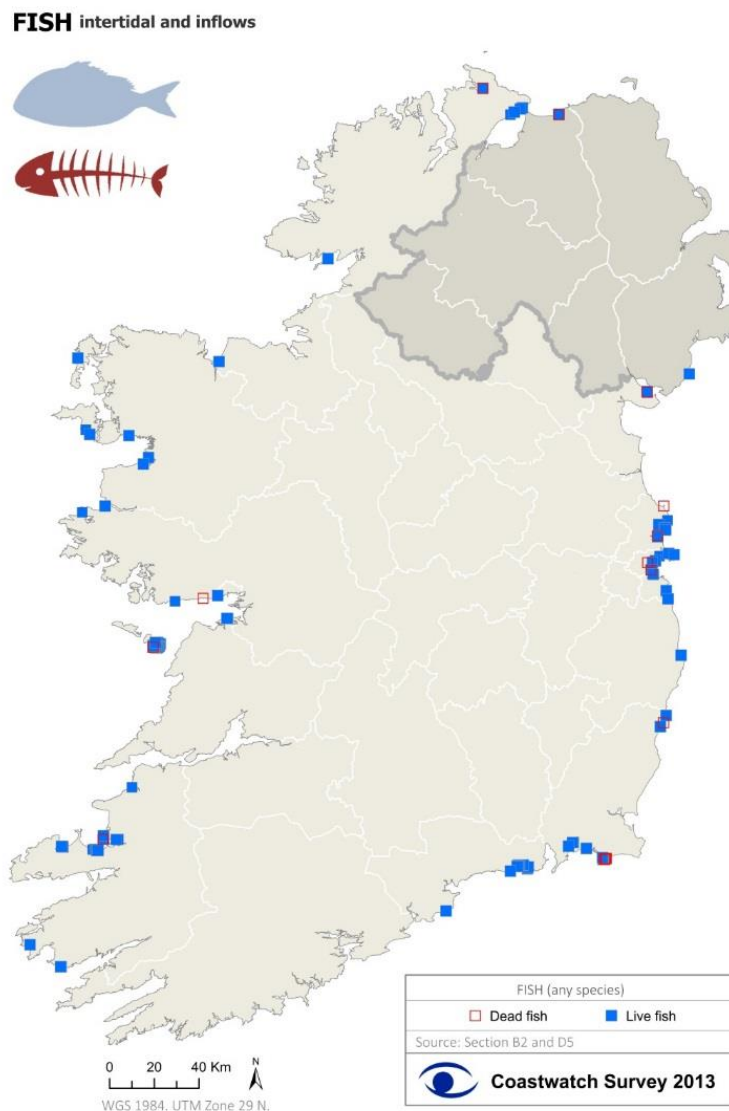 FISH intertidal and inflows
FISH (any species)
Dead fish Live fish
Source: Section B2 and D5
Coastwatch Survey 2013
N
0 20 40 Km
WGS 1984, UTM Zone 29 N.